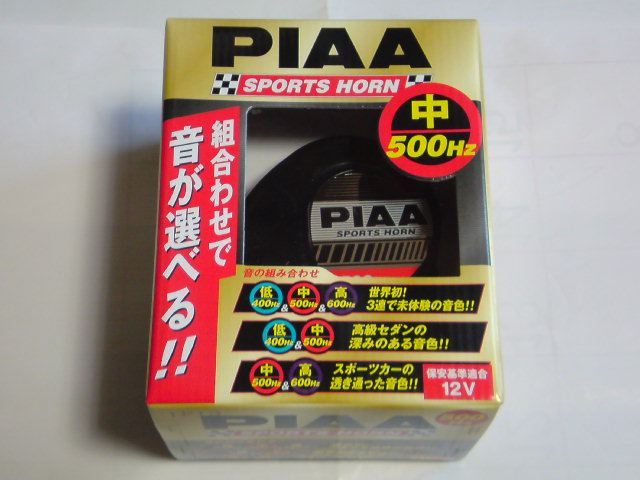 PIAA
SPORTS HORN
中
500Hz
組合わせで
音が選べる!!
PIAA
SPORTS HORN
音の組み合わせ
低 400Hz & 中 500Hz & 高 600Hz 世界初!
3連で未体験の音色!!
低 400Hz & 中 500Hz 高級セダンの
深みのある音色!!
中 500Hz & 高 600Hz スポーツカーの
透き通った音色!!
保安基準適合
12V
PIAA